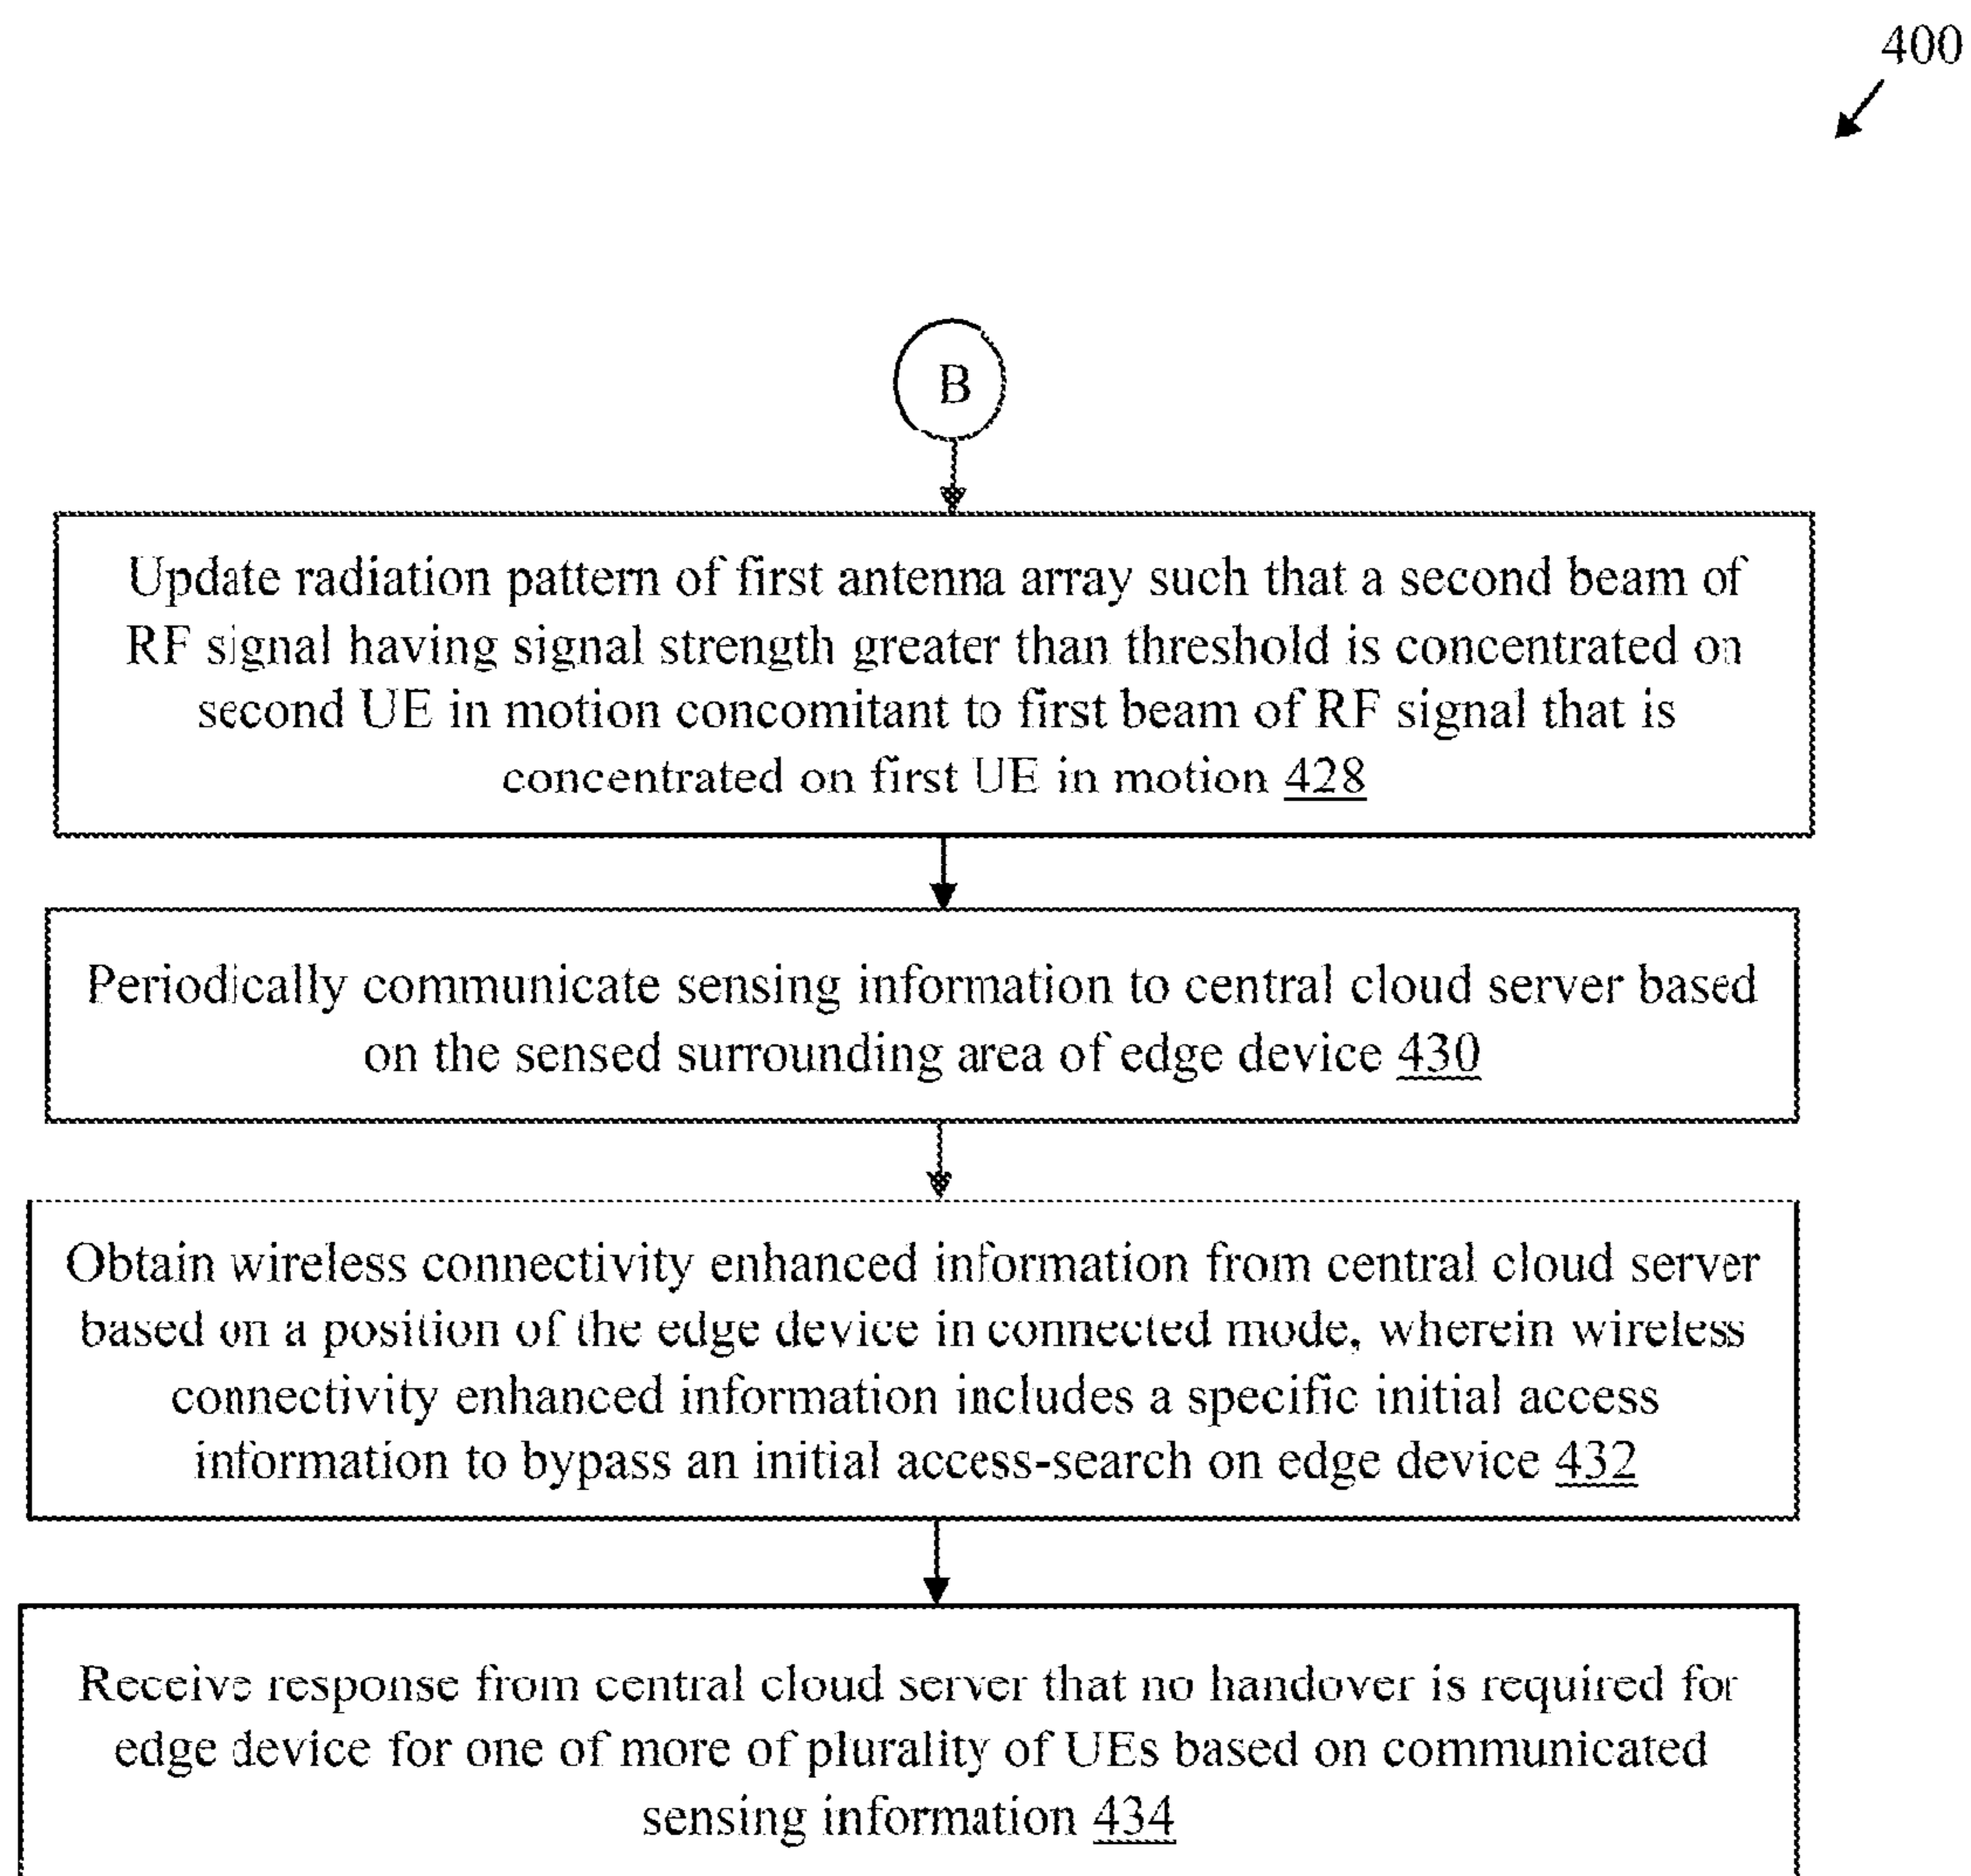 400
B
Update radiation pattern of first antenna array such that a second beam of
RF signal having signal strength greater than threshold is concentrated on
second UE in motion concomitant to first beam of RF signal that is
concentrated on first UE in motion 428
Periodically communicate sensing information to central cloud server based
on the sensed surrounding area of edge device 430
Obtain wireless connectivity enhanced information from central cloud server
based on a position of the edge device in connected mode, wherein wireless
connectivity enhanced information includes a specific initial access
information to bypass an initial access-search on edge device 432
Receive response from central cloud server that no handover is required for
edge device for one of more of plurality of UEs based on communicated
sensing information 434